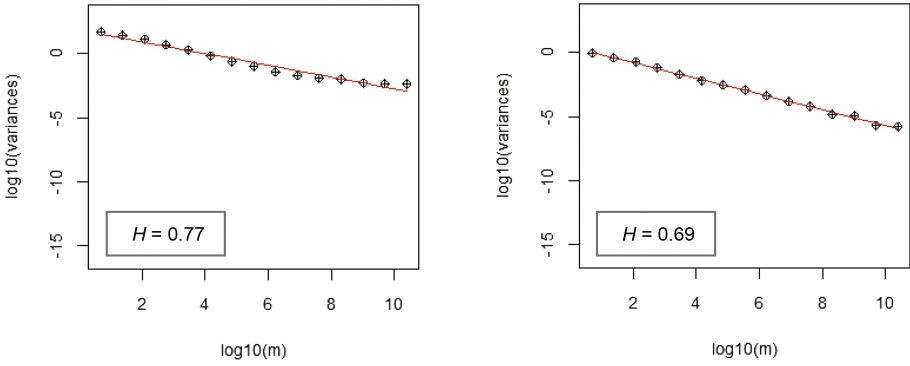 log10(variances)
0
-5
-10
-15
H = 0.77
2 4 6 8 10
log10(m)
log10(variances)
0
-5
-10
-15
H = 0.69
2 4 6 8 10
log10(m)